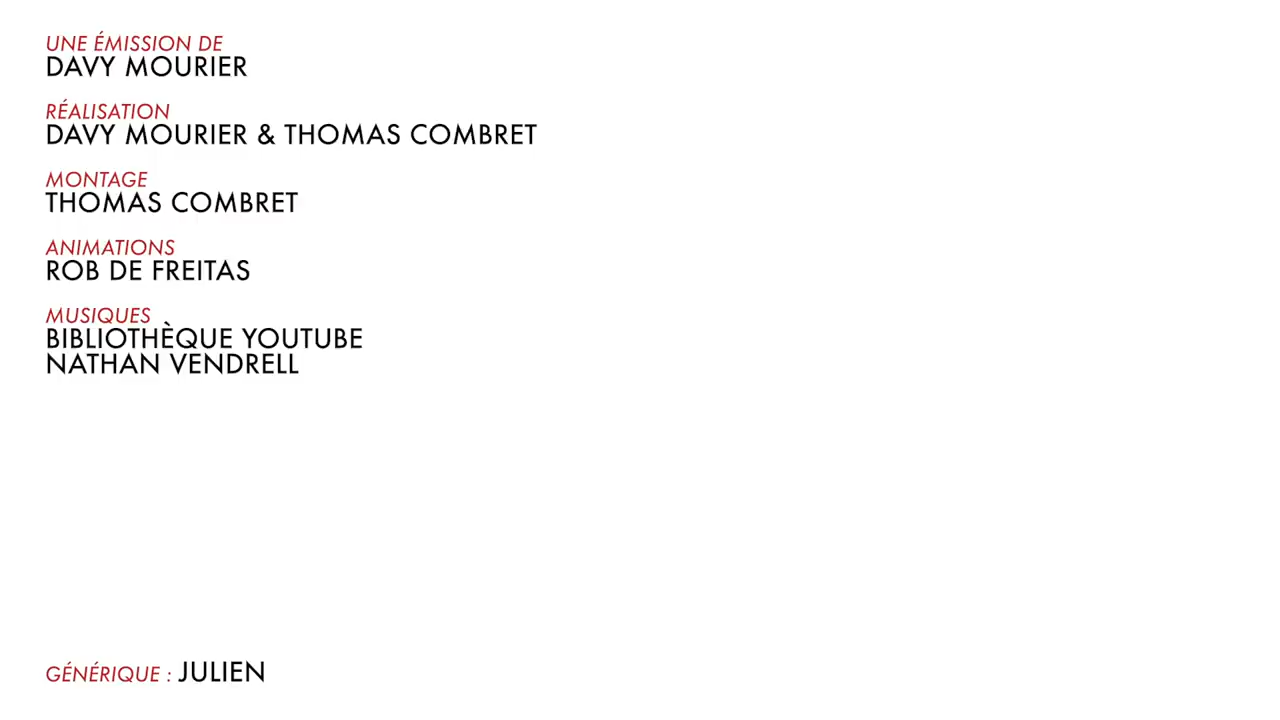 UNE ÉMISSION DE
DAVY MOURIER
RÉALISATION
DAVY MOURIER & THOMAS COMBRET
MONTAGE
THOMAS COMBRET
ANIMATIONS
ROB DE FREITAS
MUSIQUES
BIBLIOTHÈQUE YOUTUBE
NATHAN VENDRELL
GÉNÉRIQUE : JULIEN